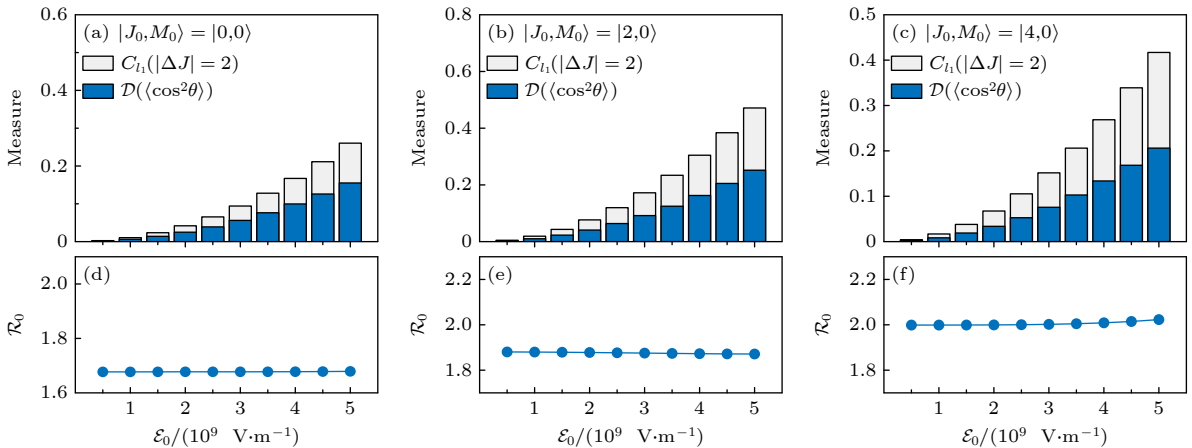 (a) |J₀,M₀⟩ = |0,0⟩
C_{l₁}(|ΔJ| = 2)
𝒟(⟨cos²θ⟩)
Measure
0.6
0.4
0.2
0
(b) |J₀,M₀⟩ = |2,0⟩
C_{l₁}(|ΔJ| = 2)
𝒟(⟨cos²θ⟩)
Measure
0.8
0.6
0.4
0.2
0
(c) |J₀,M₀⟩ = |4,0⟩
C_{l₁}(|ΔJ| = 2)
𝒟(⟨cos²θ⟩)
Measure
0.5
0.4
0.3
0.2
0.1
0
(d)
ℛ₀
2.0
1.8
1.6
1 2 3 4 5
ℰ₀/(10⁹ V·m⁻¹)
(e)
ℛ₀
2.2
2.0
1.8
1 2 3 4 5
ℰ₀/(10⁹ V·m⁻¹)
(f)
ℛ₀
2.2
2.0
1.8
1 2 3 4 5
ℰ₀/(10⁹ V·m⁻¹)